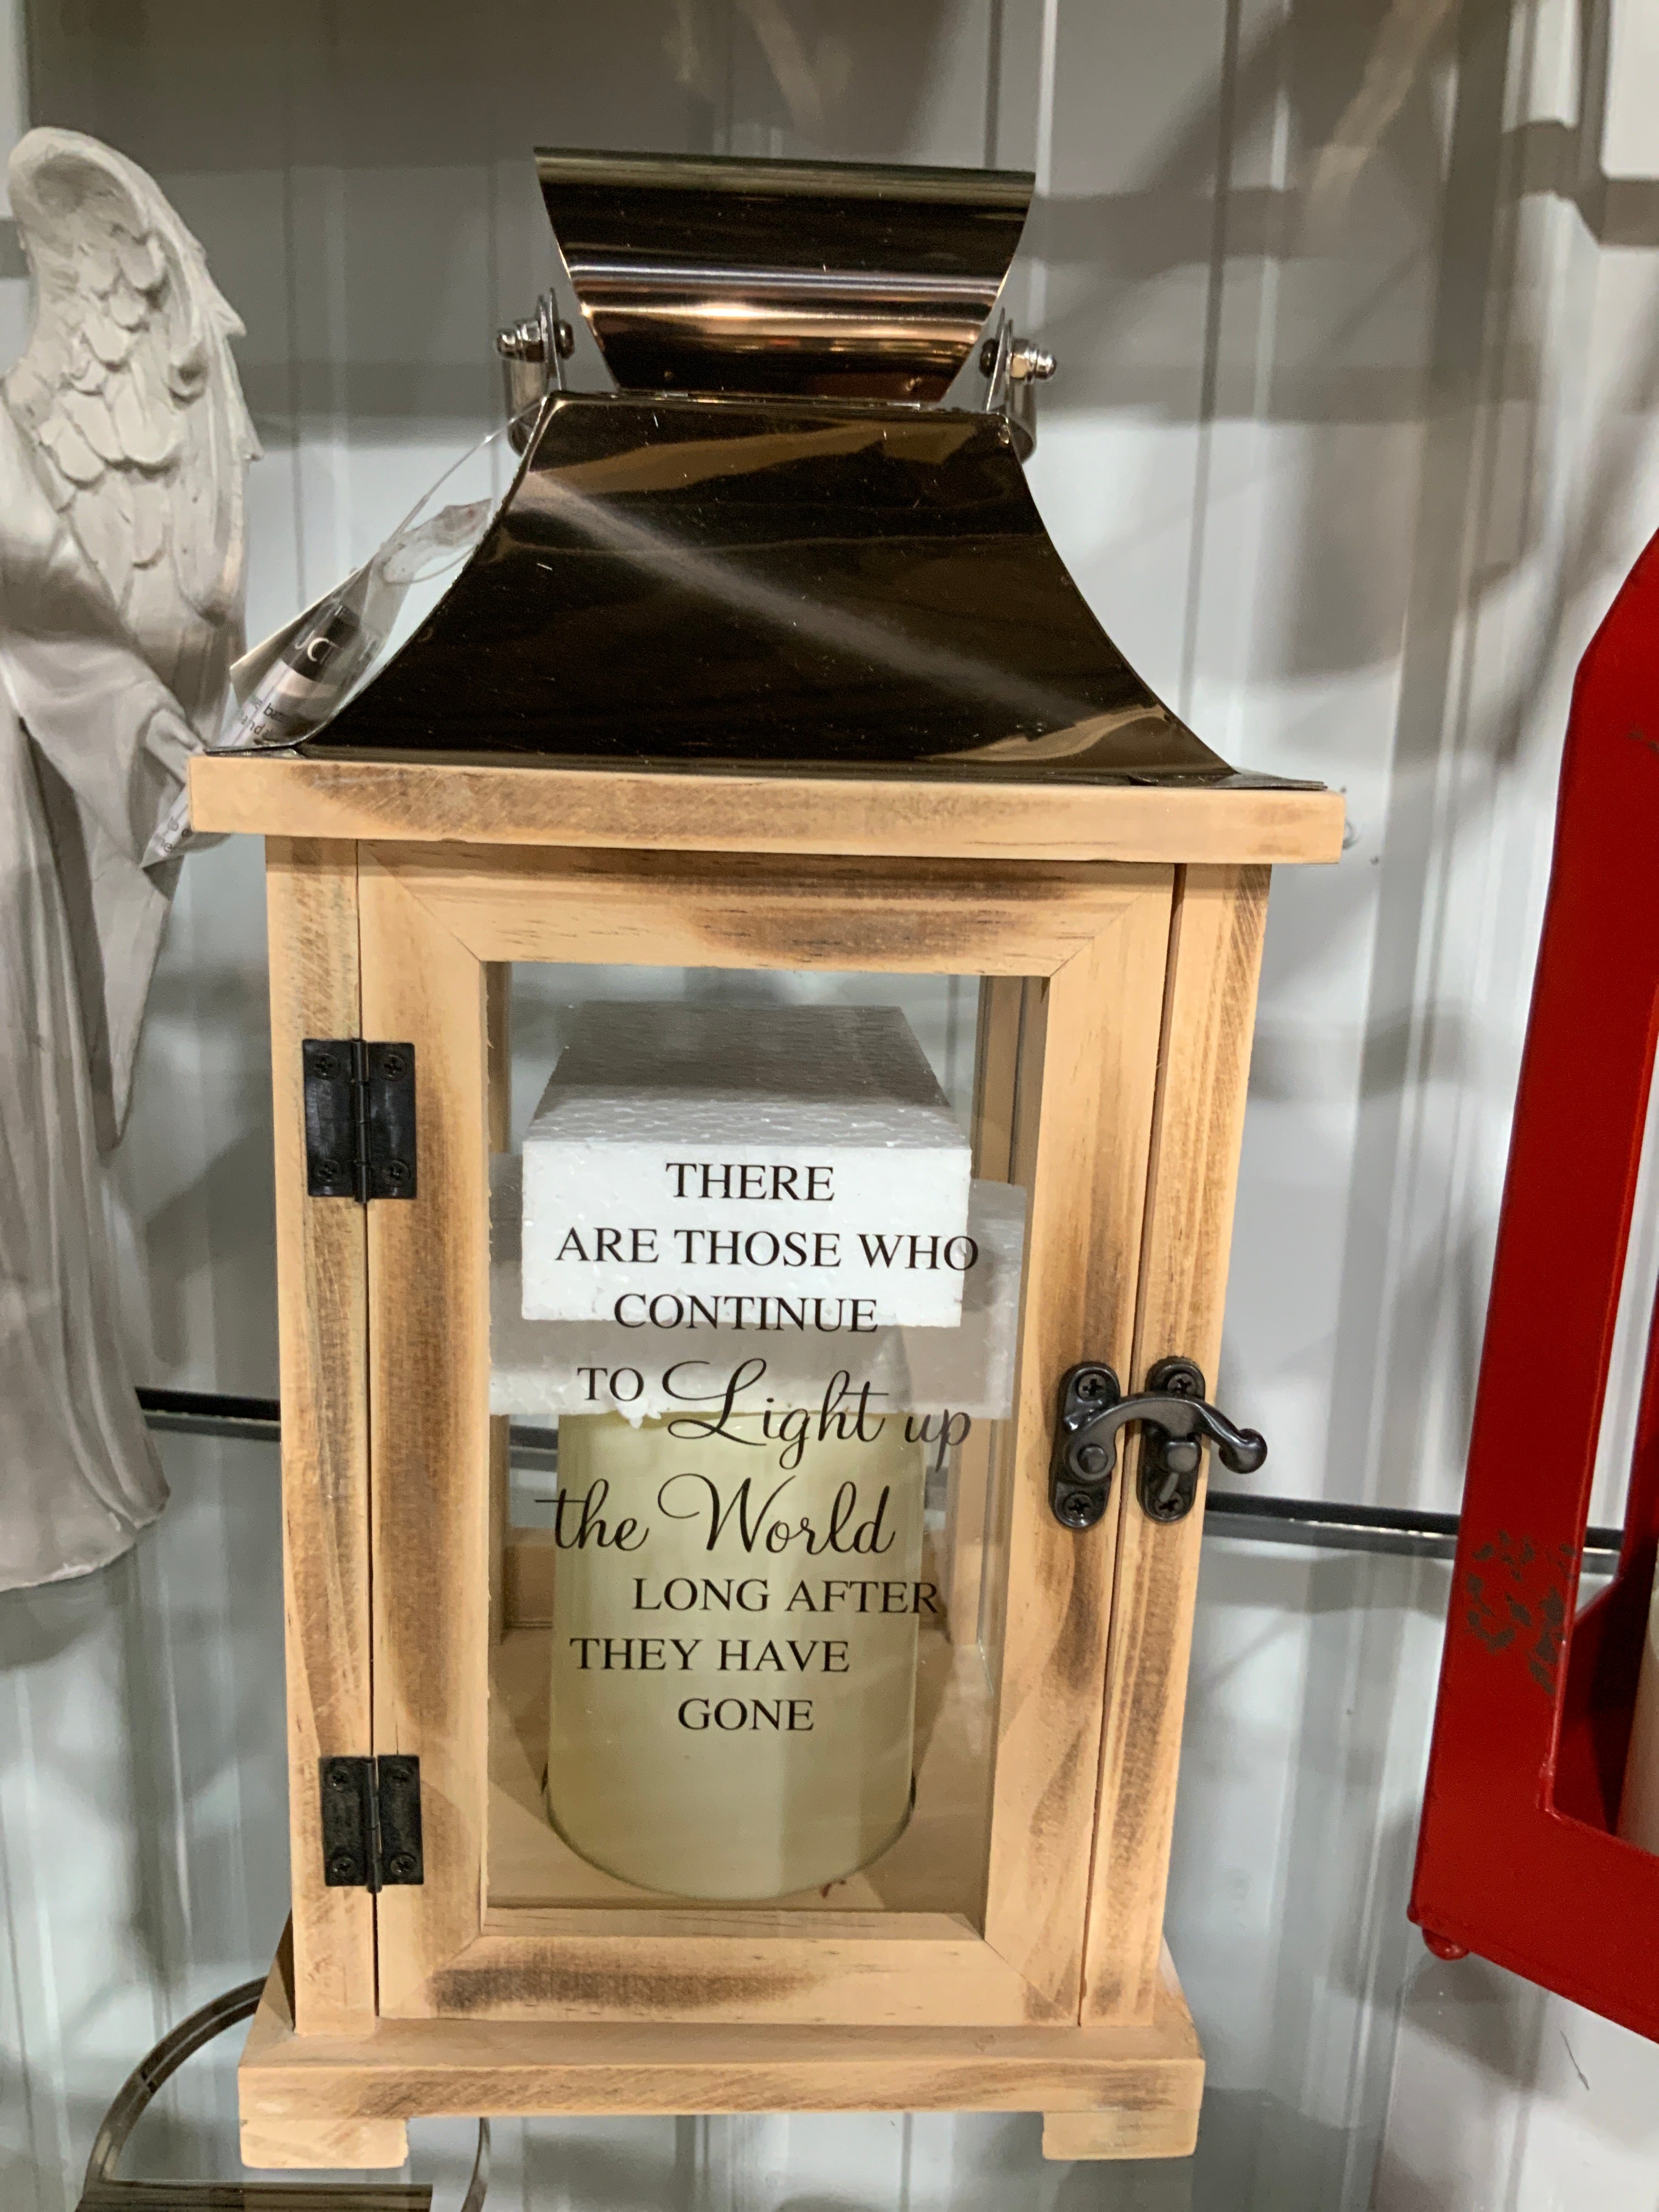 THERE
ARE THOSE WHO
CONTINUE
TO Light up
the World
LONG AFTER
THEY HAVE
GONE